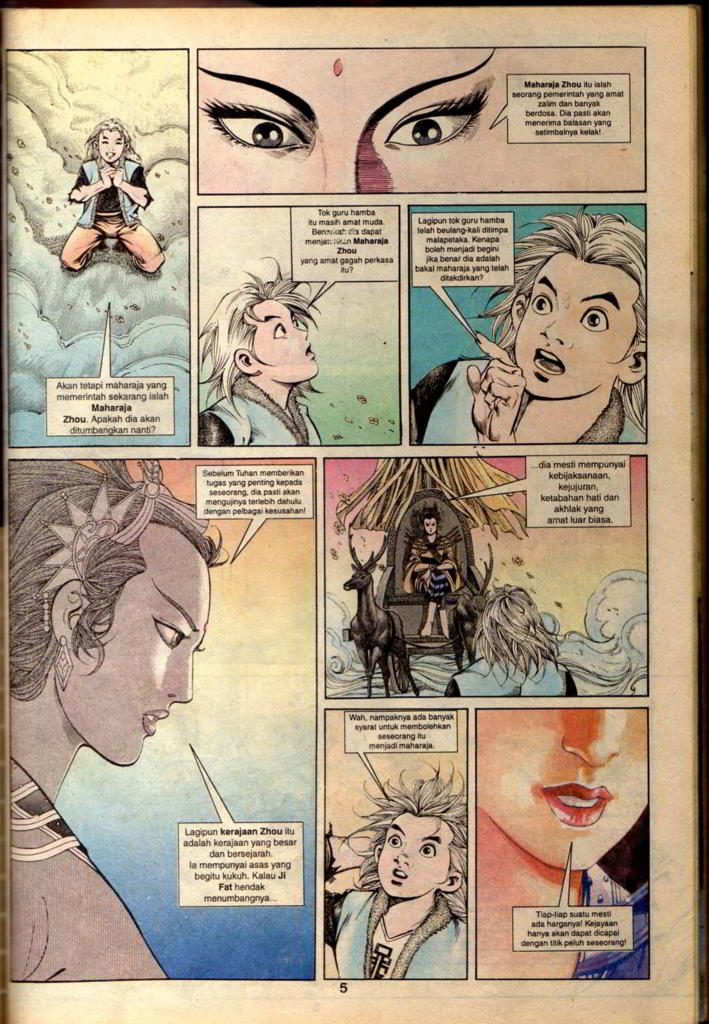 Akan tetapi maharaja yang
memerintah sekarang ialah
Maharaja
Zhou. Apakah dia akan
ditumbangkan nanti?
Maharaja Zhou itu ialah
seorang pemerintah yang amat
zalim dan banyak
berdosa. Dia pasti akan
menerima balasan yang
setimbalnya kelak!
Tok guru hamba
itu masih amat muda.
Benarkah dia dapat
menjatuhkan Maharaja
Zhou
yang amat gagah perkasa
itu?
Lagipun tok guru hamba
telah beulang-kali ditimpa
malapetaka. Kenapa
boleh menjadi begini
jika benar dia adalah
bakal maharaja yang telah
ditakdirkan?
Sebelum Tuhan memberikan
tugas yang penting kepada
seseorang, dia pasti akan
mengujinya terlebih dahulu
dengan pelbagai kesusahan!
Lagipun kerajaan Zhou itu
adalah kerajaan yang besar
dan bersejarah.
Ia mempunyai asas yang
begitu kukuh. Kalau Ji
Fat hendak
menumbangnya...
...dia mesti mempunyai
kebijaksanaan,
kejujuran,
ketabahan hati dan
akhlak yang
amat luar biasa.
Wah, nampaknya ada banyak
syarat untuk membolehkan
seseorang itu
menjadi maharaja.
Tiap-tiap suatu mesti
ada harganya! Kejayaan
hanya akan dapat dicapai
dengan titik peluh seseorang!
5